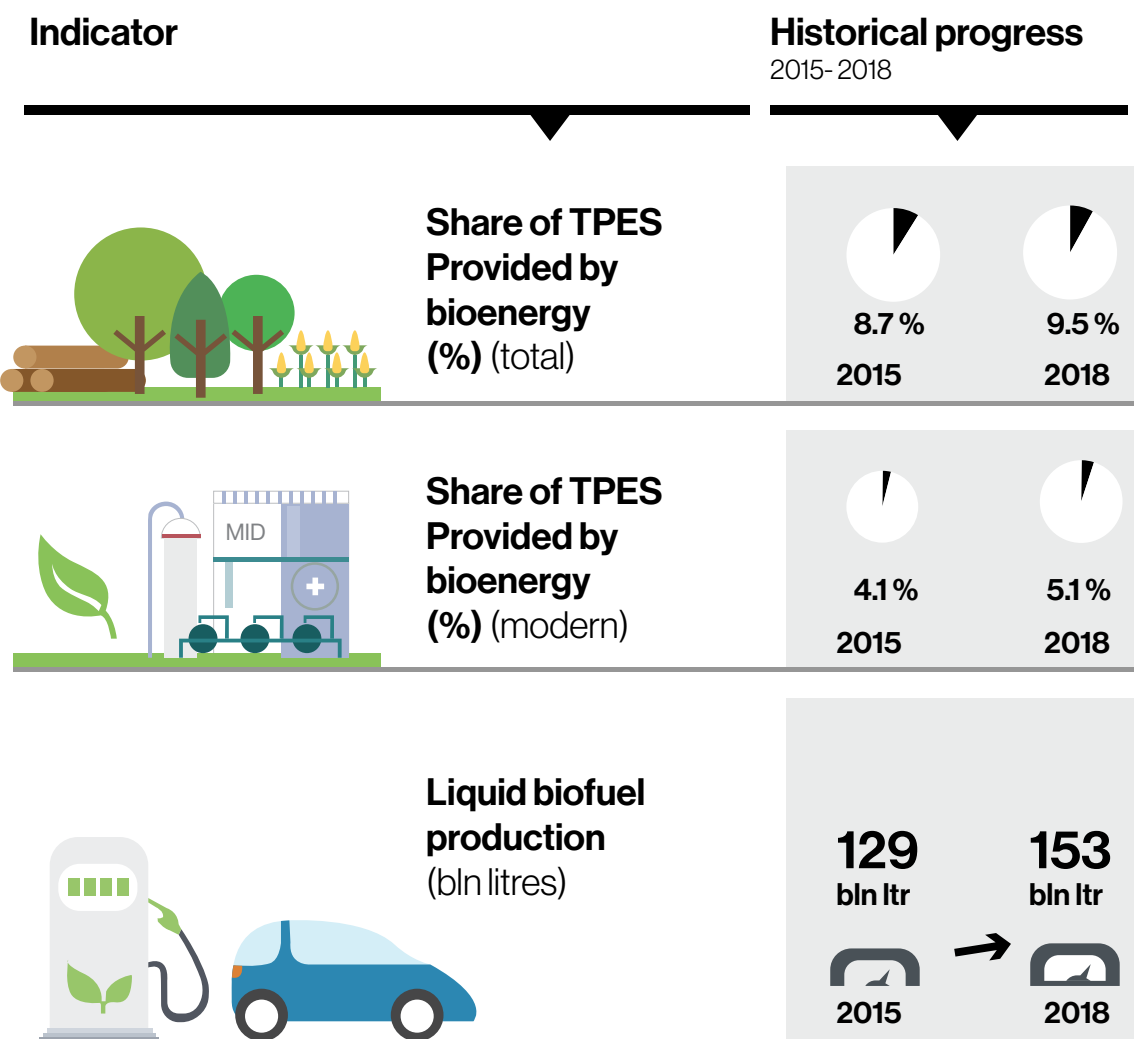 Indicator
Historical progress
2015- 2018
Share of TPES
Provided by
bioenergy
(%) (total)
8.7 %
9.5 %
2015
2018
MID
Share of TPES
Provided by
bioenergy
(%) (modern)
4.1 %
5.1 %
2015
2018
Liquid biofuel
production
(bln litres)
129
bln ltr
153
bln ltr
2015
2018